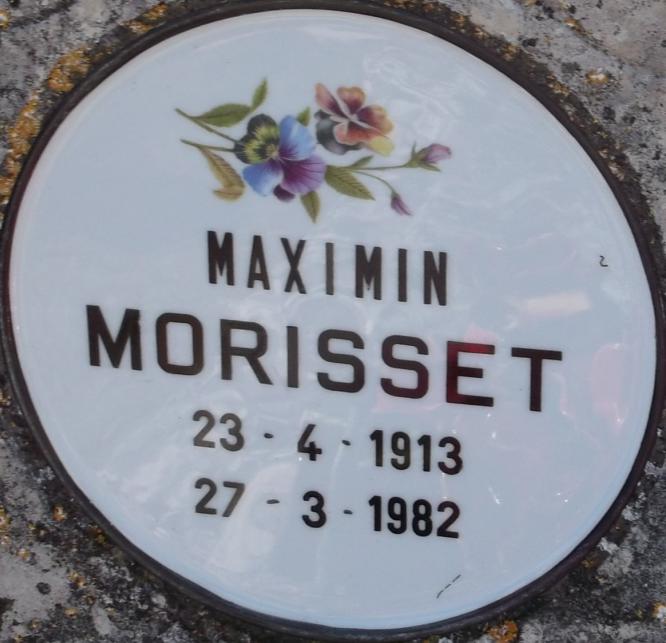 MAXIMIN
MORISSET
23 - 4 - 1913
27 - 3 - 1982